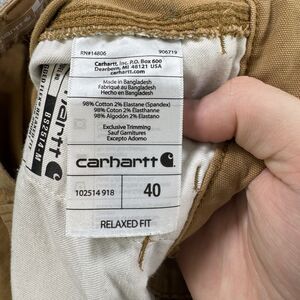 RN#14806 906719
Carhartt, Inc. P.O. Box 600
Dearborn, MI 48121 USA
carhartt.com
Made in Bangladesh
Fabriqué au Bangladesh
Hecho en Bangladesh
98% Cotton 2% Elastane (Spandex)
98% Coton 2% Élasthanne
98% Algodón 2% Elastano
Exclusive Trimming
Sauf Garnitures
Excepto Adorno
carhartt
102514 918
40
RELAXED FIT
BS2514-M